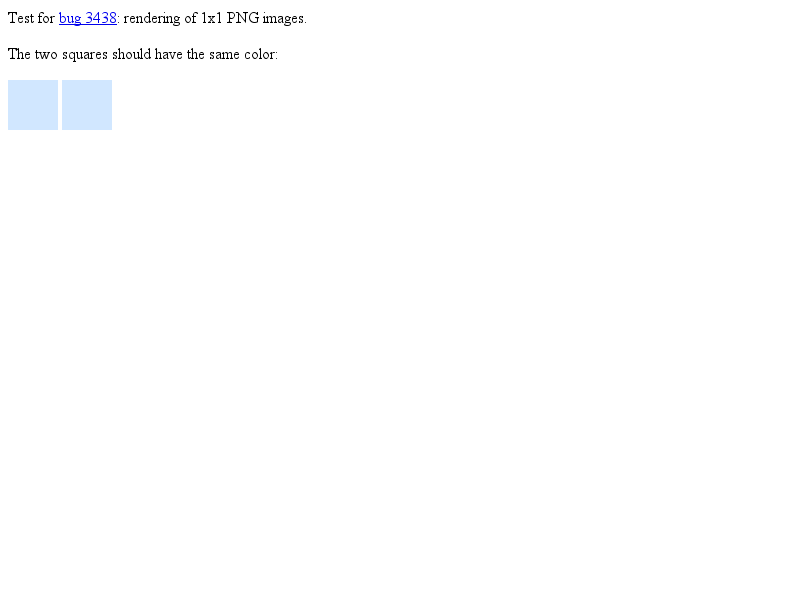 Test for bug 3438: rendering of 1x1 PNG images.
The two squares should have the same color: